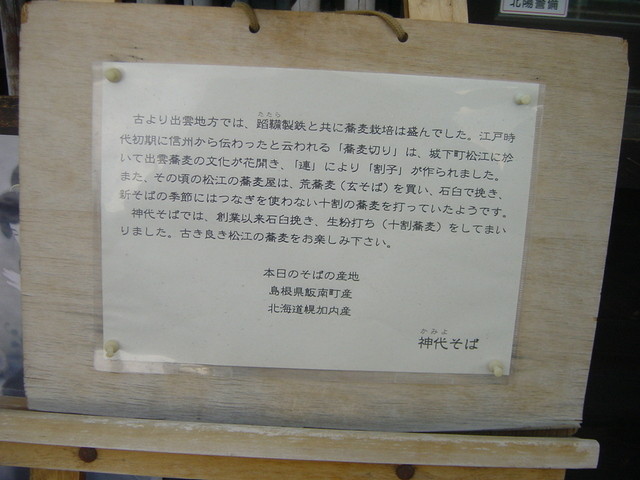 北陽警備
古より出雲地方では、蹈鞴製鉄と共に蕎麦栽培は盛んでした。江戸時
たたら
代初期に信州から伝わったと云われる「蕎麦切り」は、城下町松江に於
いて出雲蕎麦の文化が花開き、「連」により「割子」が作られました。
また、その頃の松江の蕎麦屋は、荒蕎麦（玄そば）を買い、石臼で挽き、
新そばの季節にはつなぎを使わない十割の蕎麦を打っていたようです。
神代そばでは、創業以来石臼挽き、生粉打ち（十割蕎麦）をしてまい
りました。古き良き松江の蕎麦をお楽しみ下さい。
本日のそばの産地
島根県飯南町産
北海道幌加内産
かみよ
神代そば